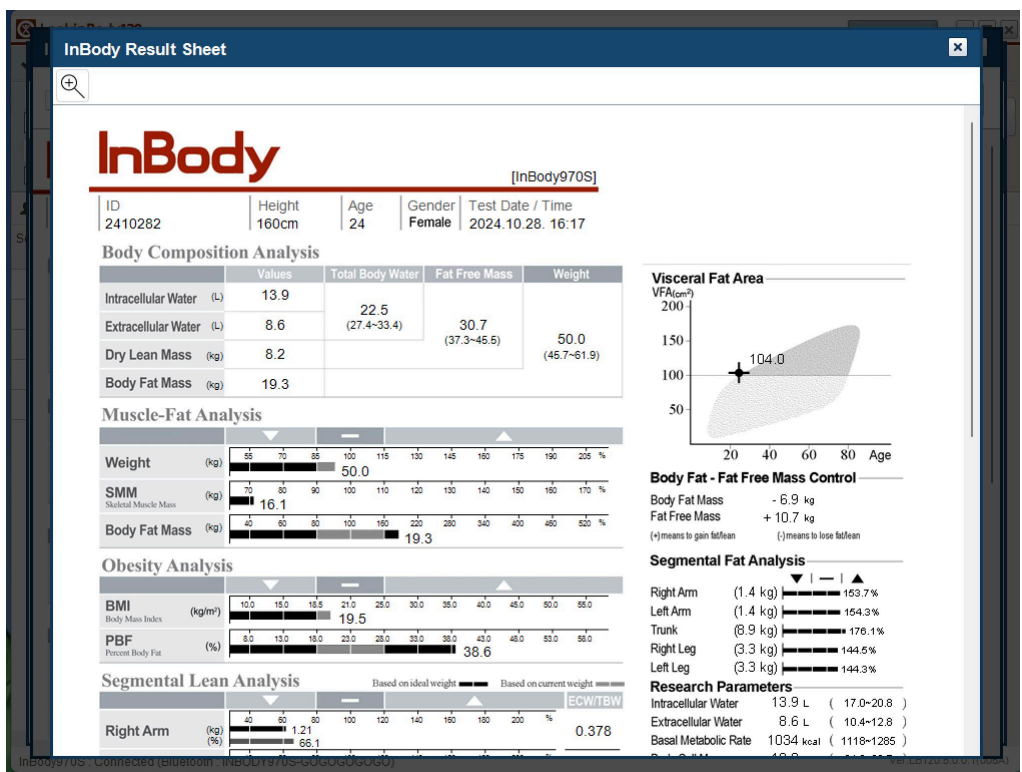 InBody Result Sheet
InBody
[InBody970S]
ID Height Age Gender Test Date / Time
2410282 160cm 24 Female 2024.10.28. 16:17
Body Composition Analysis
Values Total Body Water Fat Free Mass Weight
Intracellular Water (L) 13.9
22.5
(27.4~33.4)
Extracellular Water (L) 8.6
30.7
(37.3~45.5)
50.0
(45.7~61.9)
Dry Lean Mass (kg) 8.2
Body Fat Mass (kg) 19.3
Muscle-Fat Analysis
Weight (kg) 55 70 85 100 115 130 145 160 175 190 205 %
50.0
SMM (kg) 70 80 90 100 110 120 130 140 150 160 170 %
Skeletal Muscle Mass 16.1
Body Fat Mass (kg) 40 60 80 100 160 220 280 340 400 460 520 %
19.3
Obesity Analysis
BMI (kg/m²) 10.0 15.0 18.5 21.0 25.0 30.0 35.0 40.0 45.0 50.0 55.0
Body Mass Index 19.5
PBF (%) 8.0 13.0 18.0 23.0 28.0 33.0 38.0 43.0 48.0 53.0 58.0
Percent Body Fat 38.6
Segmental Lean Analysis Based on ideal weight Based on current weight
ECW/TBW
Right Arm (kg) (%) 40 60 80 100 120 140 160 180 200 %
1.21
66.1
0.378
Visceral Fat Area
VFA(cm²)
200
150
104.0
100
50
20 40 60 80 Age
Body Fat - Fat Free Mass Control
Body Fat Mass - 6.9 kg
Fat Free Mass + 10.7 kg
(+)means to gain fat/lean (-)means to lose fat/lean
Segmental Fat Analysis
Right Arm (1.4 kg) 153.7%
Left Arm (1.4 kg) 154.3%
Trunk (8.9 kg) 176.1%
Right Leg (3.3 kg) 144.5%
Left Leg (3.3 kg) 144.3%
Research Parameters
Intracellular Water 13.9 L ( 17.0~20.8 )
Extracellular Water 8.6 L ( 10.4~12.8 )
Basal Metabolic Rate 1034 kcal ( 1118~1285 )
InBody970S : Connected (Bluetooth : INBODY970S-GOGOGOGOGO)